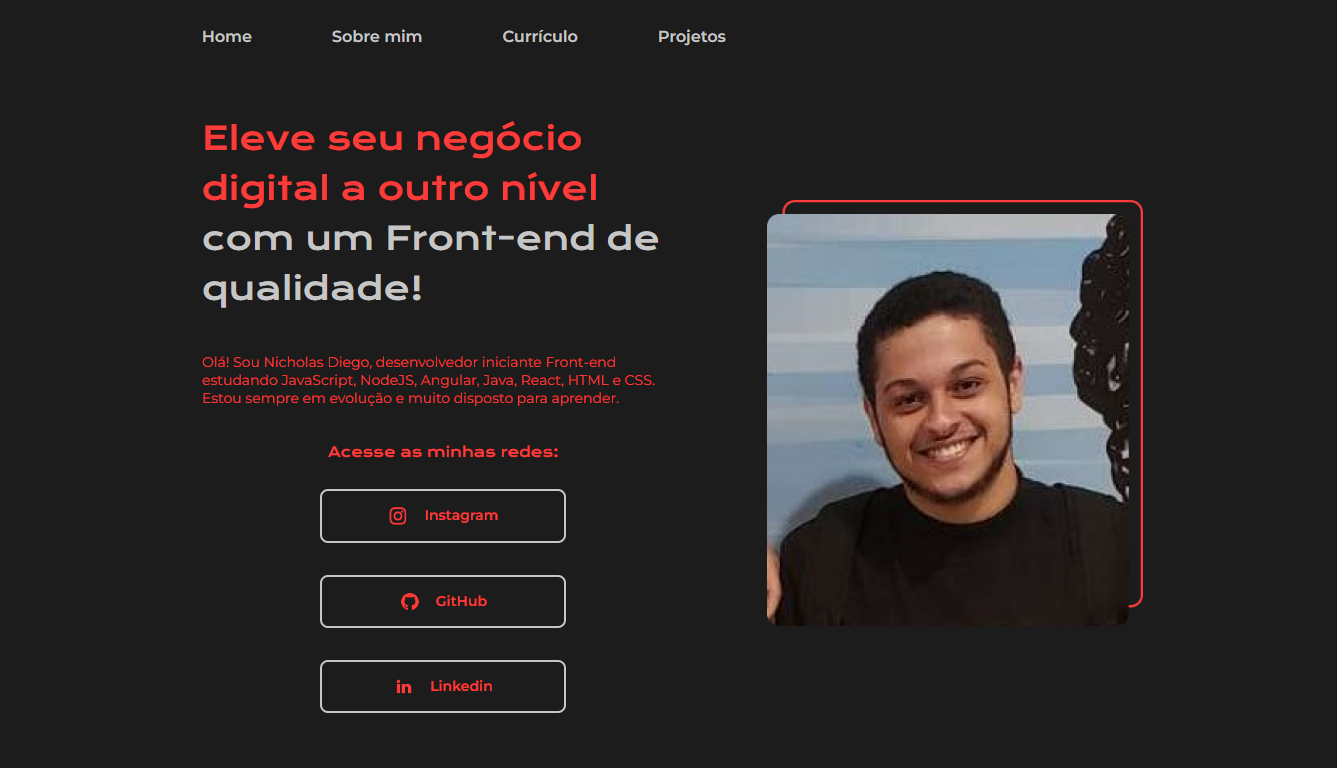 Home Sobre mim Currículo Projetos
Eleve seu negócio
digital a outro nível
com um Front-end de
qualidade!
Olá! Sou Nicholas Diego, desenvolvedor iniciante Front-end
estudando JavaScript, NodeJS, Angular, Java, React, HTML e CSS.
Estou sempre em evolução e muito disposto para aprender.
Acesse as minhas redes:
Instagram
GitHub
in Linkedin